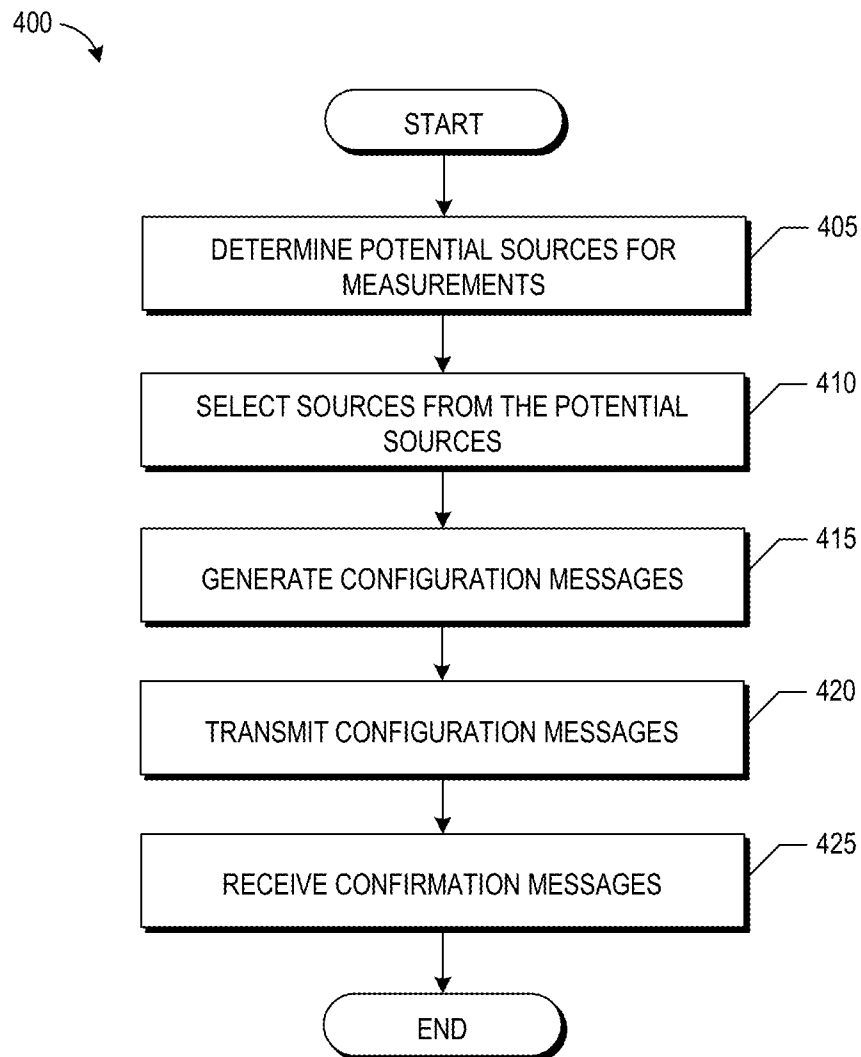 400
START
DETERMINE POTENTIAL SOURCES FOR
MEASUREMENTS
405
SELECT SOURCES FROM THE POTENTIAL
SOURCES
410
GENERATE CONFIGURATION MESSAGES
415
TRANSMIT CONFIGURATION MESSAGES
420
RECEIVE CONFIRMATION MESSAGES
425
END